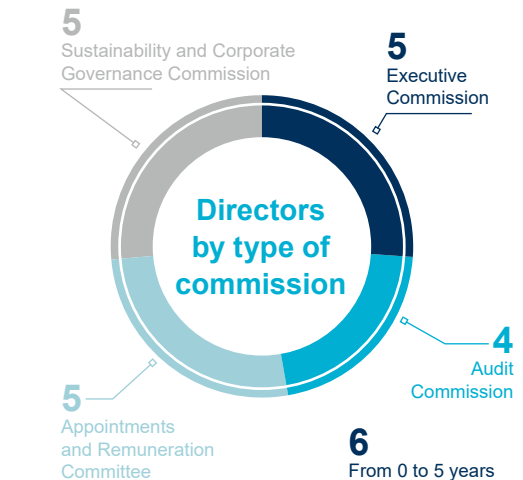 5
Sustainability and Corporate
Governance Commission
5
Executive
Commission
Directors
by type of
commission
4
Audit
Commission
5
Appointments
and Remuneration
Committee
6
From 0 to 5 years